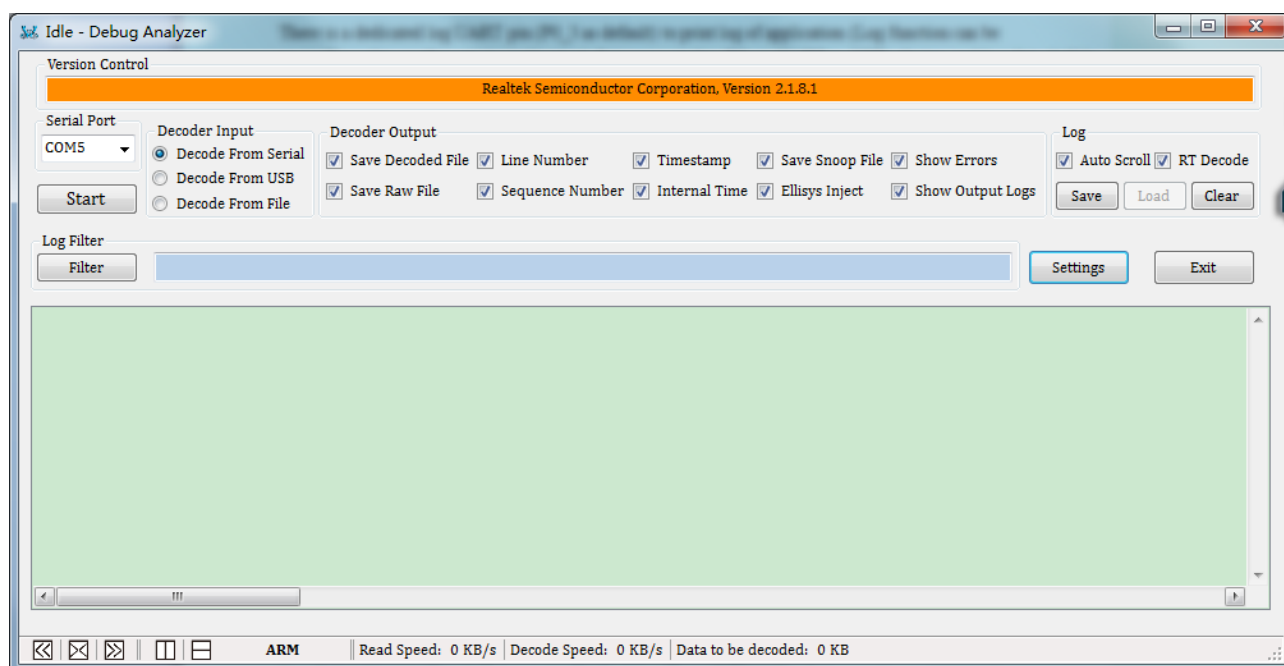 Idle - Debug Analyzer
Version Control
Realtek Semiconductor Corporation, Version 2.1.8.1
Serial Port
COM5
Start
Decoder Input
Decode From Serial
Decode From USB
Decode From File
Decoder Output
Save Decoded File Line Number Timestamp Save Snoop File Show Errors
Save Raw File Sequence Number Internal Time Ellisys Inject Show Output Logs
Log
Auto Scroll RT Decode
Save Load Clear
Log Filter
Filter
Settings Exit
ARM Read Speed: 0 KB/s Decode Speed: 0 KB/s Data to be decoded: 0 KB